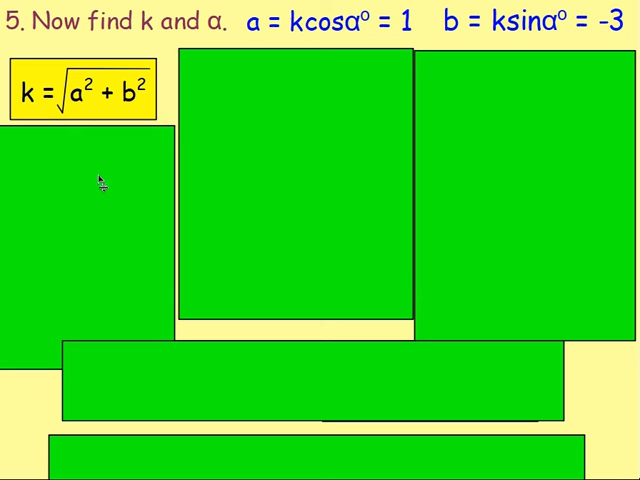 5. Now find k and α. a = kcosα° = 1 b = ksinα° = -3
k = √a² + b²